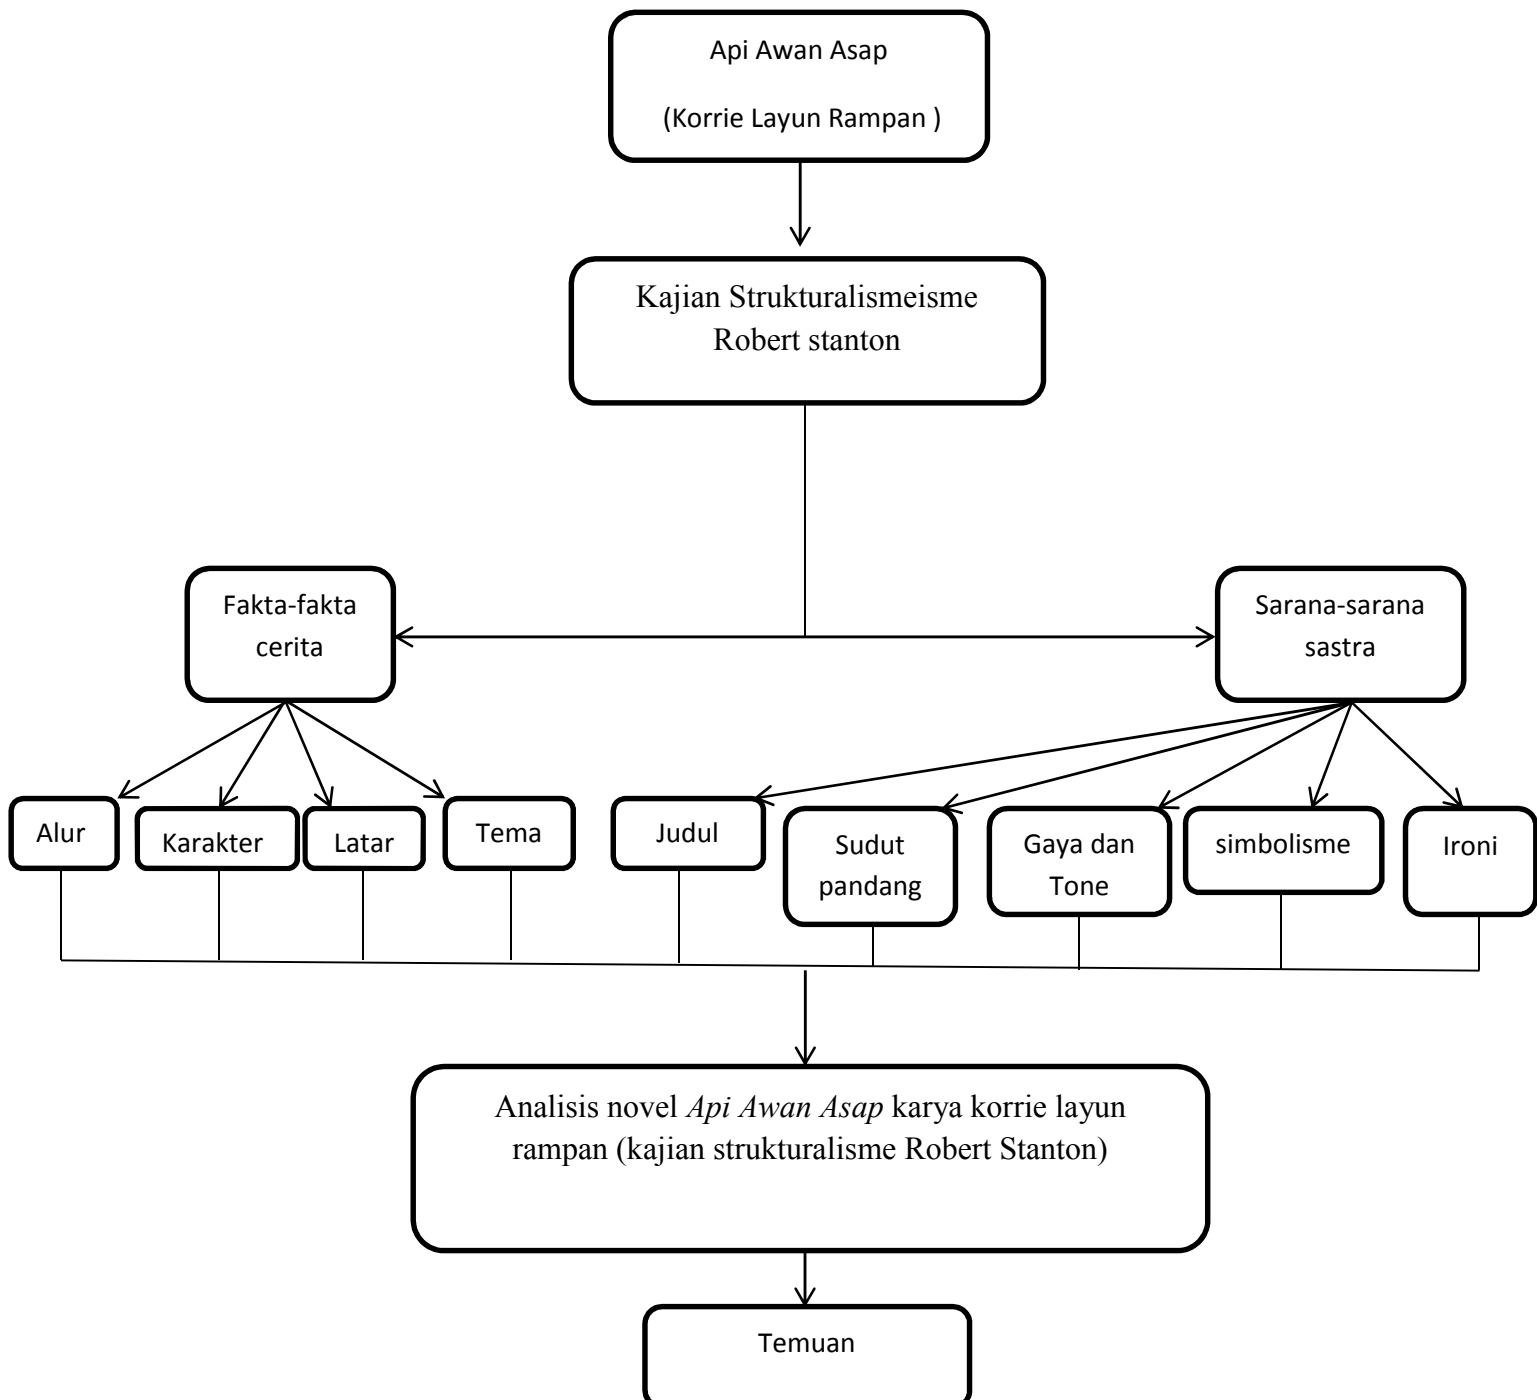 Api Awan Asap
(Korrie Layun Rampan )
Kajian Strukturalismeisme
Robert stanton
Fakta-fakta
cerita
Sarana-sarana
sastra
Alur
Karakter
Latar
Tema
Judul
Sudut
pandang
Gaya dan
Tone
simbolisme
Ironi
Analisis novel Api Awan Asap karya korrie layun
rampan (kajian strukturalisme Robert Stanton)
Temuan